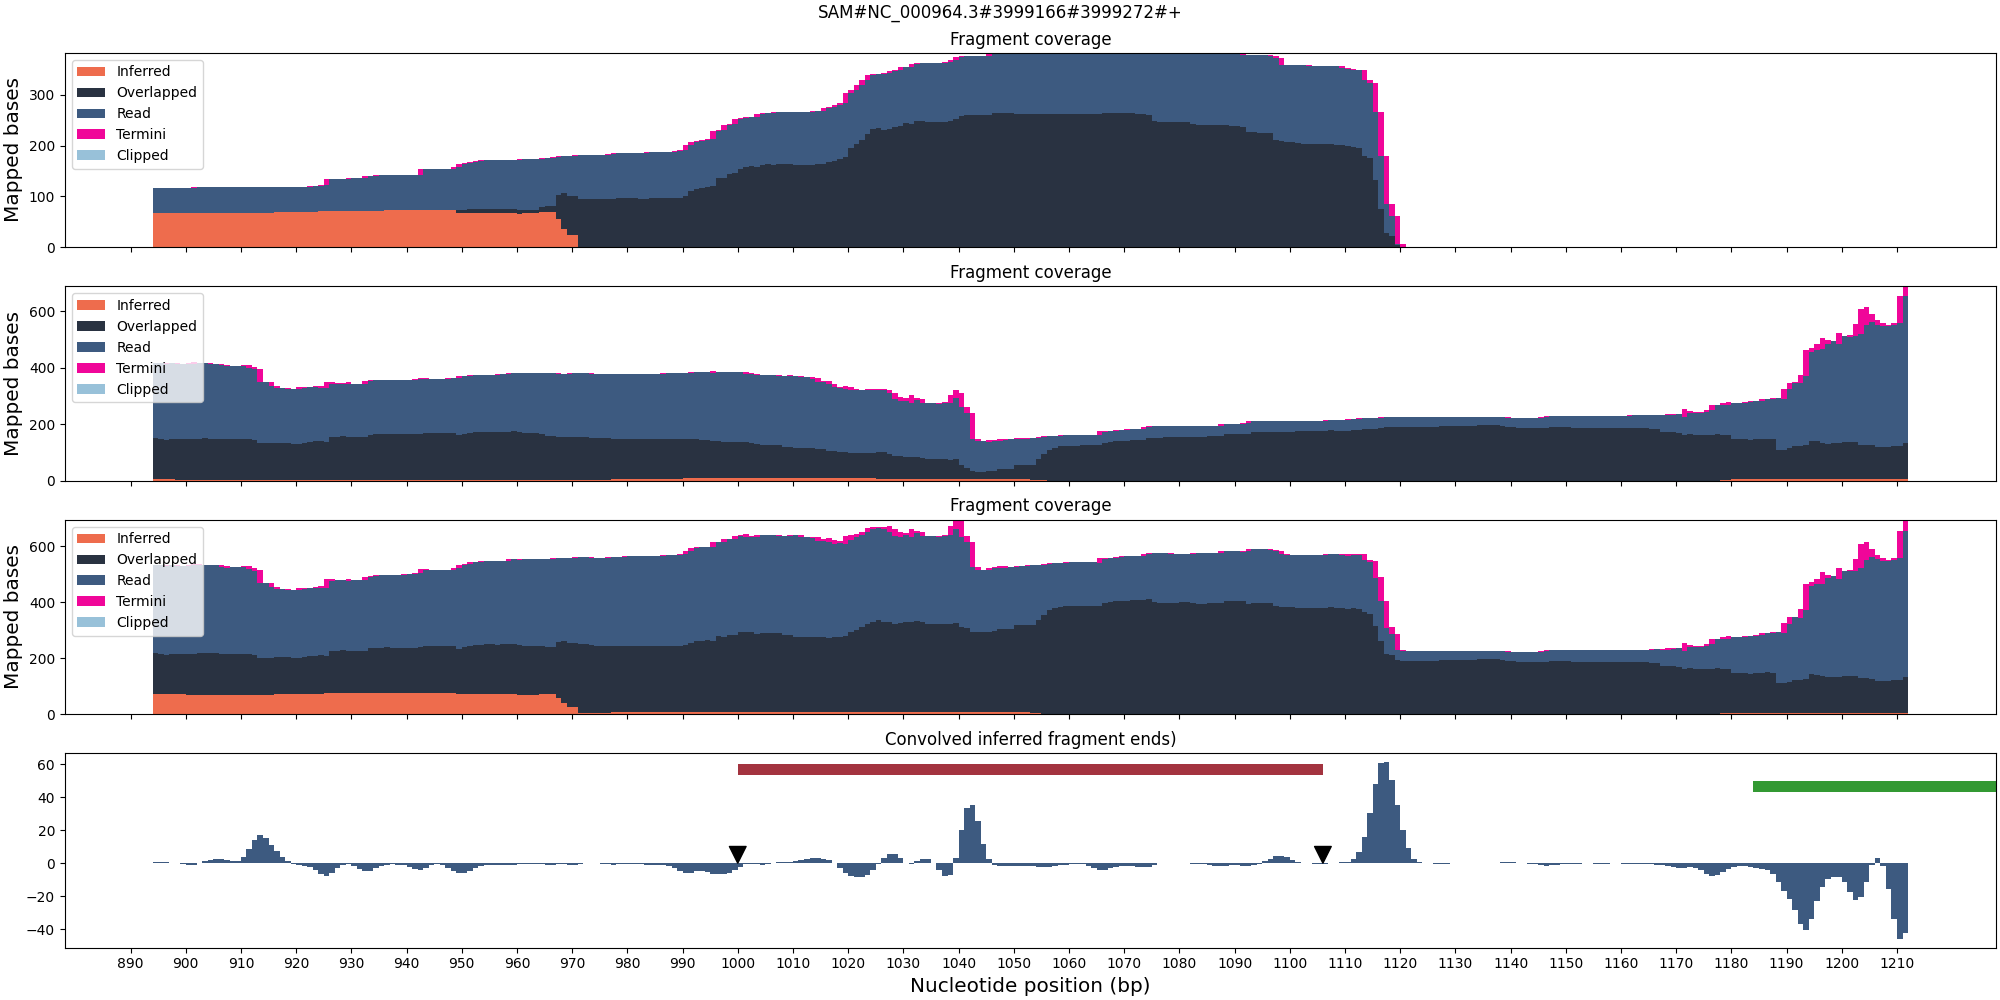 SAM#NC_000964.3#3999166#3999272#+
Fragment coverage
Mapped bases
300
200
100
0
Inferred
Overlapped
Read
Termini
Clipped
Fragment coverage
Mapped bases
600
400
200
0
Inferred
Overlapped
Read
Termini
Clipped
Fragment coverage
Mapped bases
600
400
200
0
Inferred
Overlapped
Read
Termini
Clipped
Convolved inferred fragment ends)
60
40
20
0
−20
−40
890 900 910 920 930 940 950 960 970 980 990 1000 1010 1020 1030 1040 1050 1060 1070 1080 1090 1100 1110 1120 1130 1140 1150 1160 1170 1180 1190 1200 1210
Nucleotide position (bp)